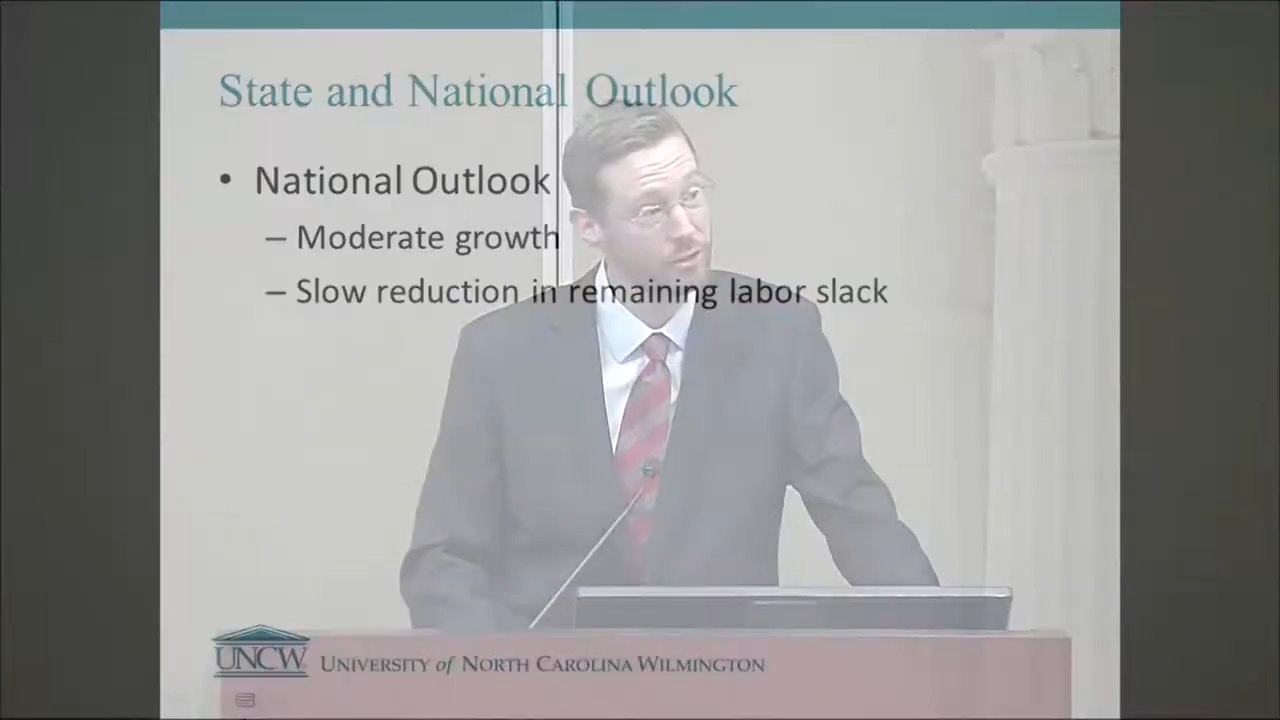 State and National Outlook
• National Outlook
– Moderate growth
– Slow reduction in remaining labor slack
UNCW UNIVERSITY of NORTH CAROLINA WILMINGTON